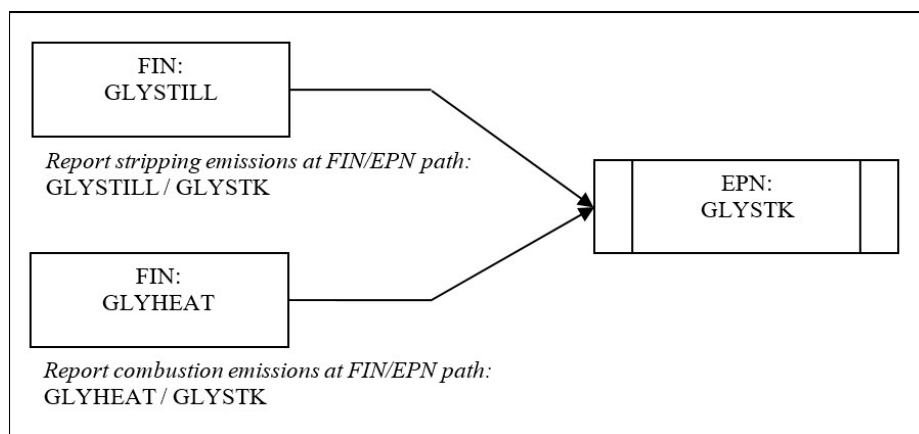 FIN:
GLYSTILL
Report stripping emissions at FIN/EPN path:
GLYSTILL / GLYSTK
EPN:
GLYSTK
FIN:
GLYHEAT
Report combustion emissions at FIN/EPN path:
GLYHEAT / GLYSTK